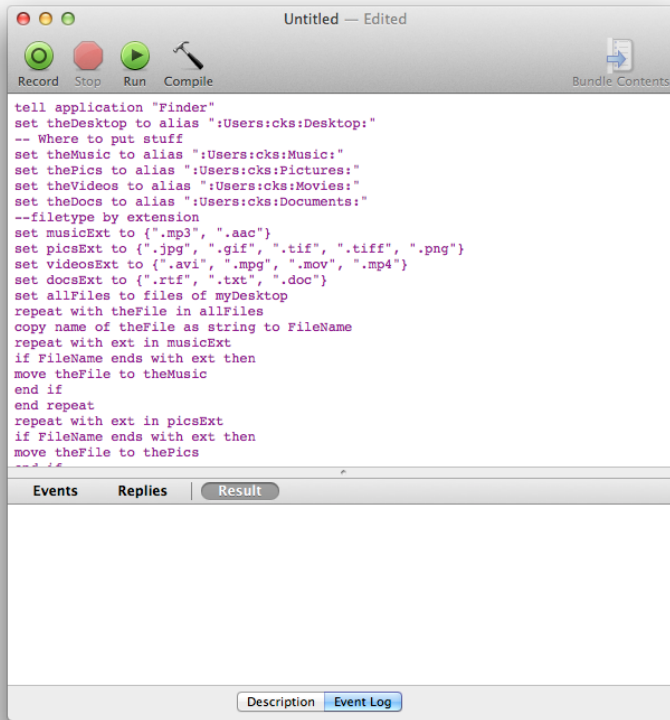 Untitled — Edited
Record Stop Run Compile Bundle Contents
tell application "Finder"
set theDesktop to alias ":Users:cks:Desktop:"
-- Where to put stuff
set theMusic to alias ":Users:cks:Music:"
set thePics to alias ":Users:cks:Pictures:"
set theVideos to alias ":Users:cks:Movies:"
set theDocs to alias ":Users:cks:Documents:"
--filetype by extension
set musicExt to {".mp3", ".aac"}
set picsExt to {".jpg", ".gif", ".tif", ".tiff", ".png"}
set videosExt to {".avi", ".mpg", ".mov", ".mp4"}
set docsExt to {".rtf", ".txt", ".doc"}
set allFiles to files of myDesktop
repeat with theFile in allFiles
copy name of theFile as string to FileName
repeat with ext in musicExt
if FileName ends with ext then
move theFile to theMusic
end if
end repeat
repeat with ext in picsExt
if FileName ends with ext then
move theFile to thePics
end if
Events Replies Result
Description Event Log